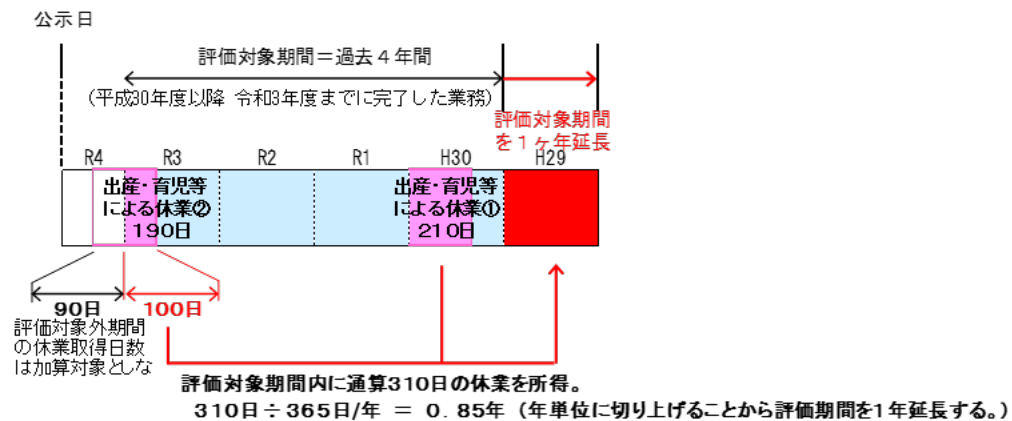 公示日
評価対象期間＝過去４年間
(平成30年度以降 令和3年度までに完了した業務)
評価対象期間
を１ヶ年延長
R4 R3 R2 R1 H30 H29
出産・育児等
による休業②
190日
出産・育児等
による休業①
210日
90日
100日
評価対象外期間
の休業取得日数
は加算対象としな
評価対象期間内に通算310日の休業を所得。
310日÷365日/年 ＝ 0．85年（年単位に切り上げることから評価期間を1年延長する。）